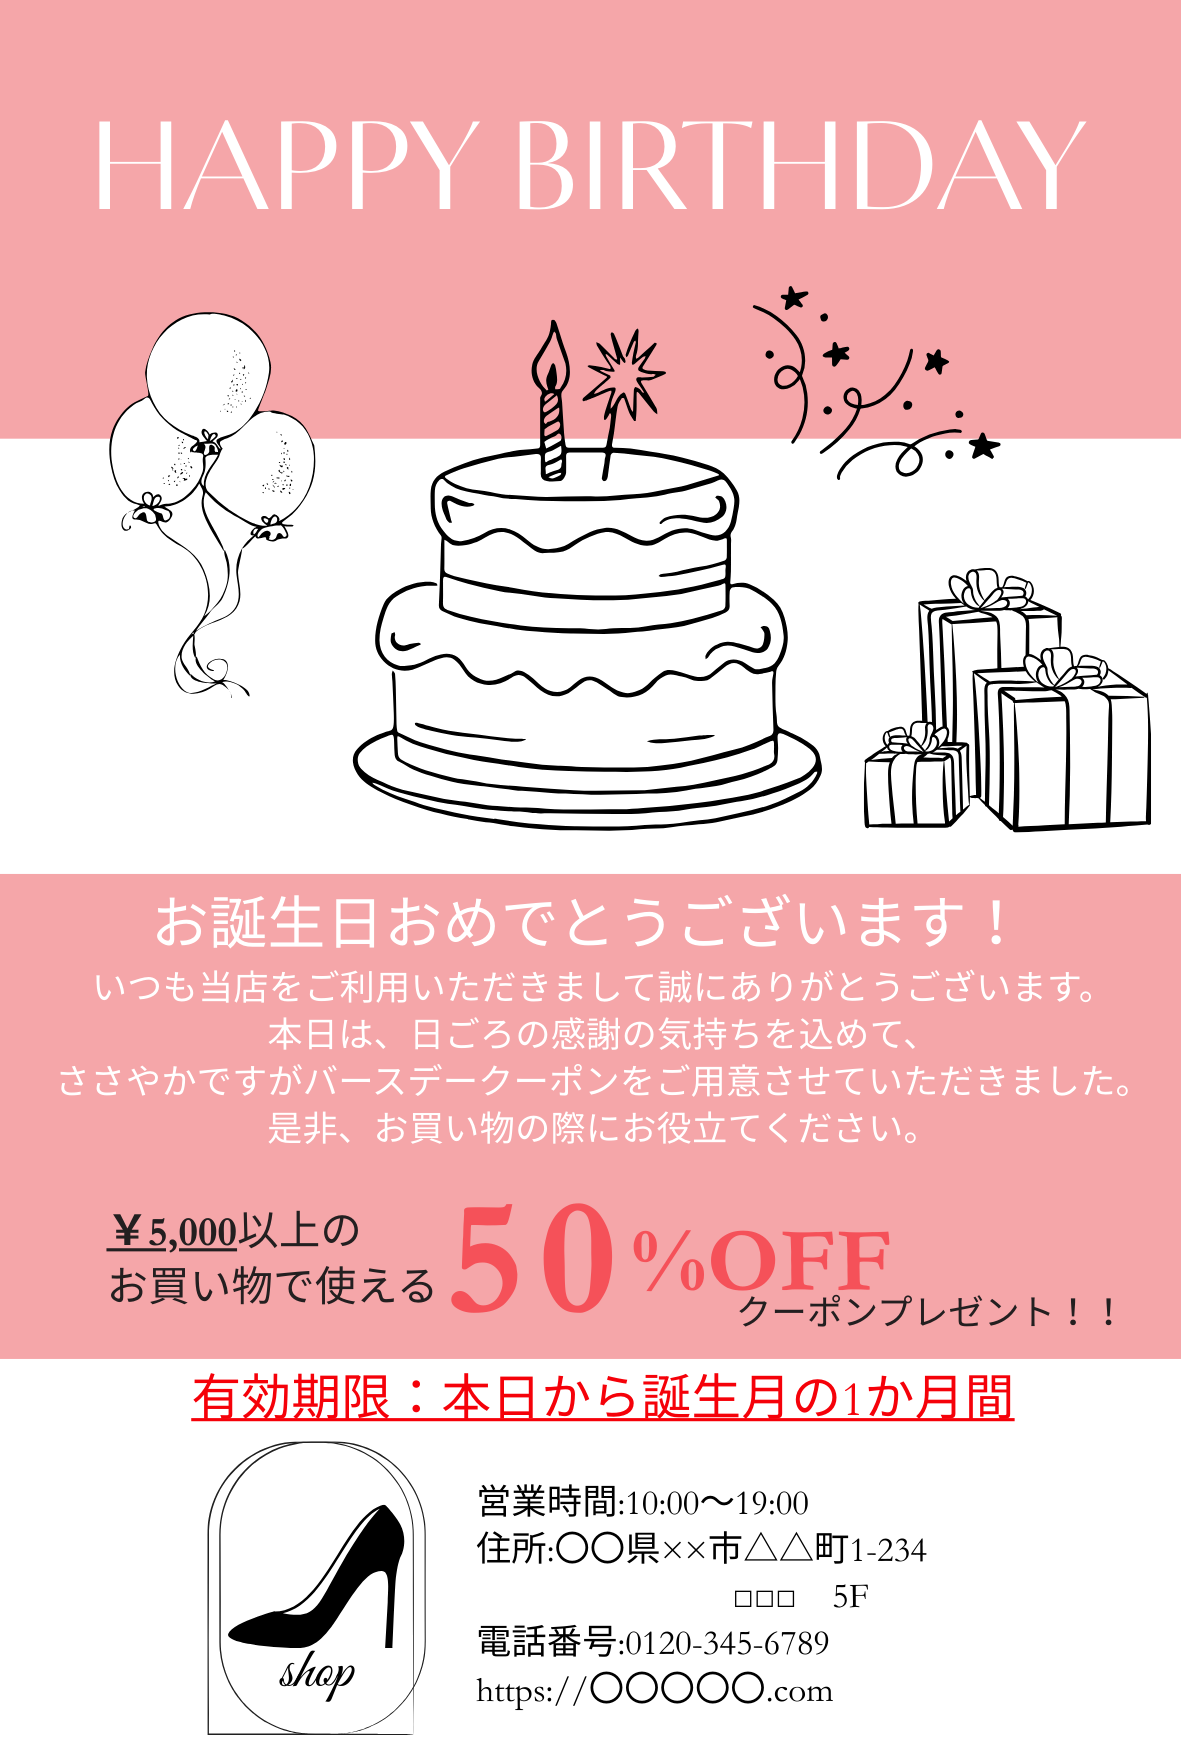 HAPPY BIRTHDAY
お誕生日おめでとうございます！
いつも当店をご利用いただきまして誠にありがとうございます。
本日は、日ごろの感謝の気持ちを込めて、
ささやかですがバースデークーポンをご用意させていただきました。
是非、お買い物の際にお役立てください。
￥5,000以上の
お買い物で使える
50%OFF
クーポンプレゼント！！
有効期限：本日から誕生月の1か月間
shop
営業時間:10:00〜19:00
住所:〇〇県××市△△町1-234
□□□　5F
電話番号:0120-345-6789
https://〇〇〇〇〇.com